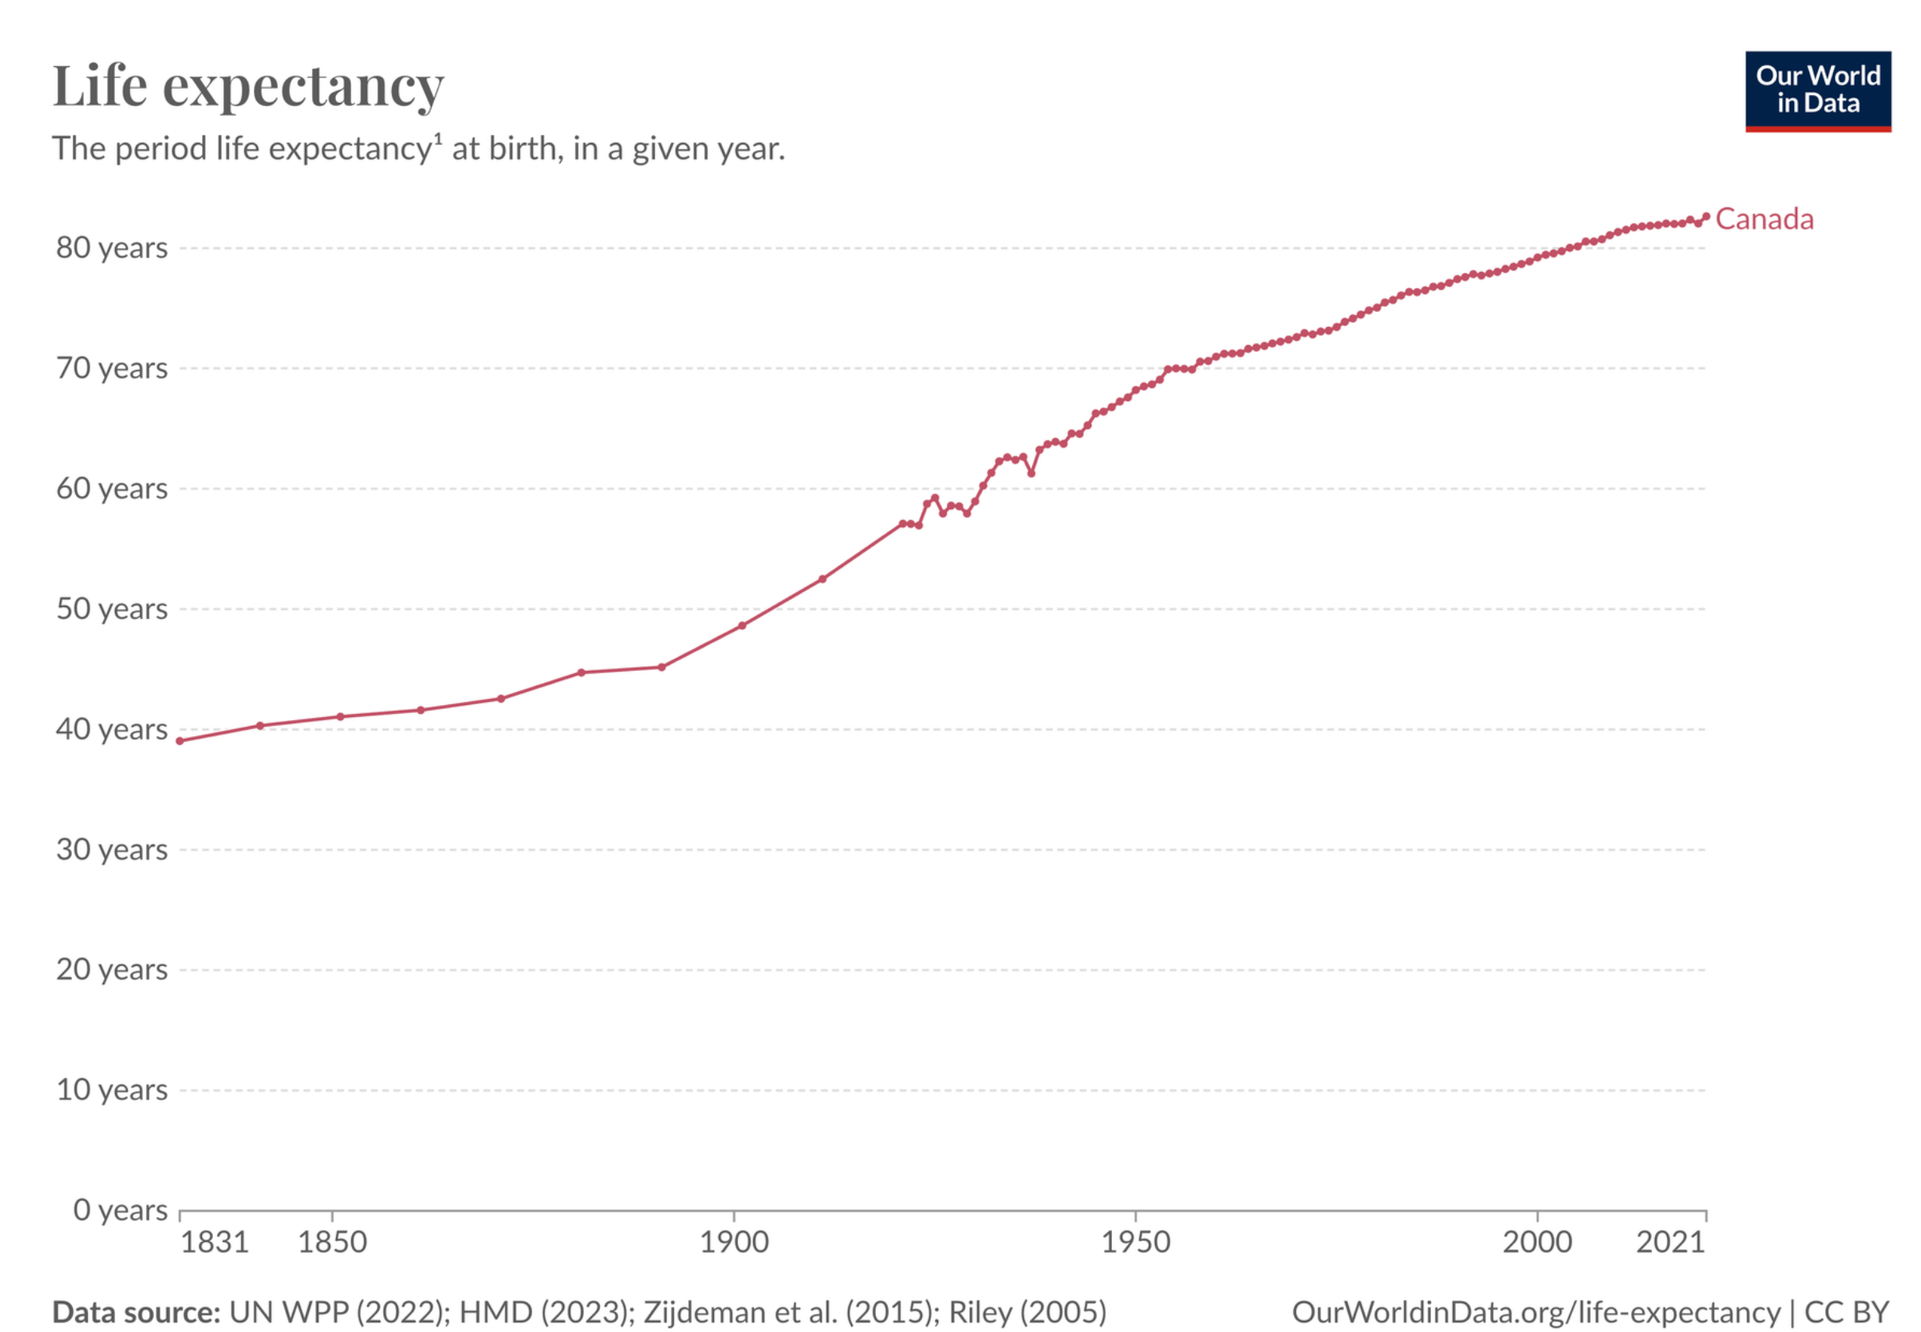 Life expectancy
The period life expectancy¹ at birth, in a given year.
Our World
in Data
Canada
80 years
70 years
60 years
50 years
40 years
30 years
20 years
10 years
0 years
1831 1850 1900 1950 2000 2021
Data source: UN WPP (2022); HMD (2023); Zijdeman et al. (2015); Riley (2005)
OurWorldinData.org/life-expectancy | CC BY